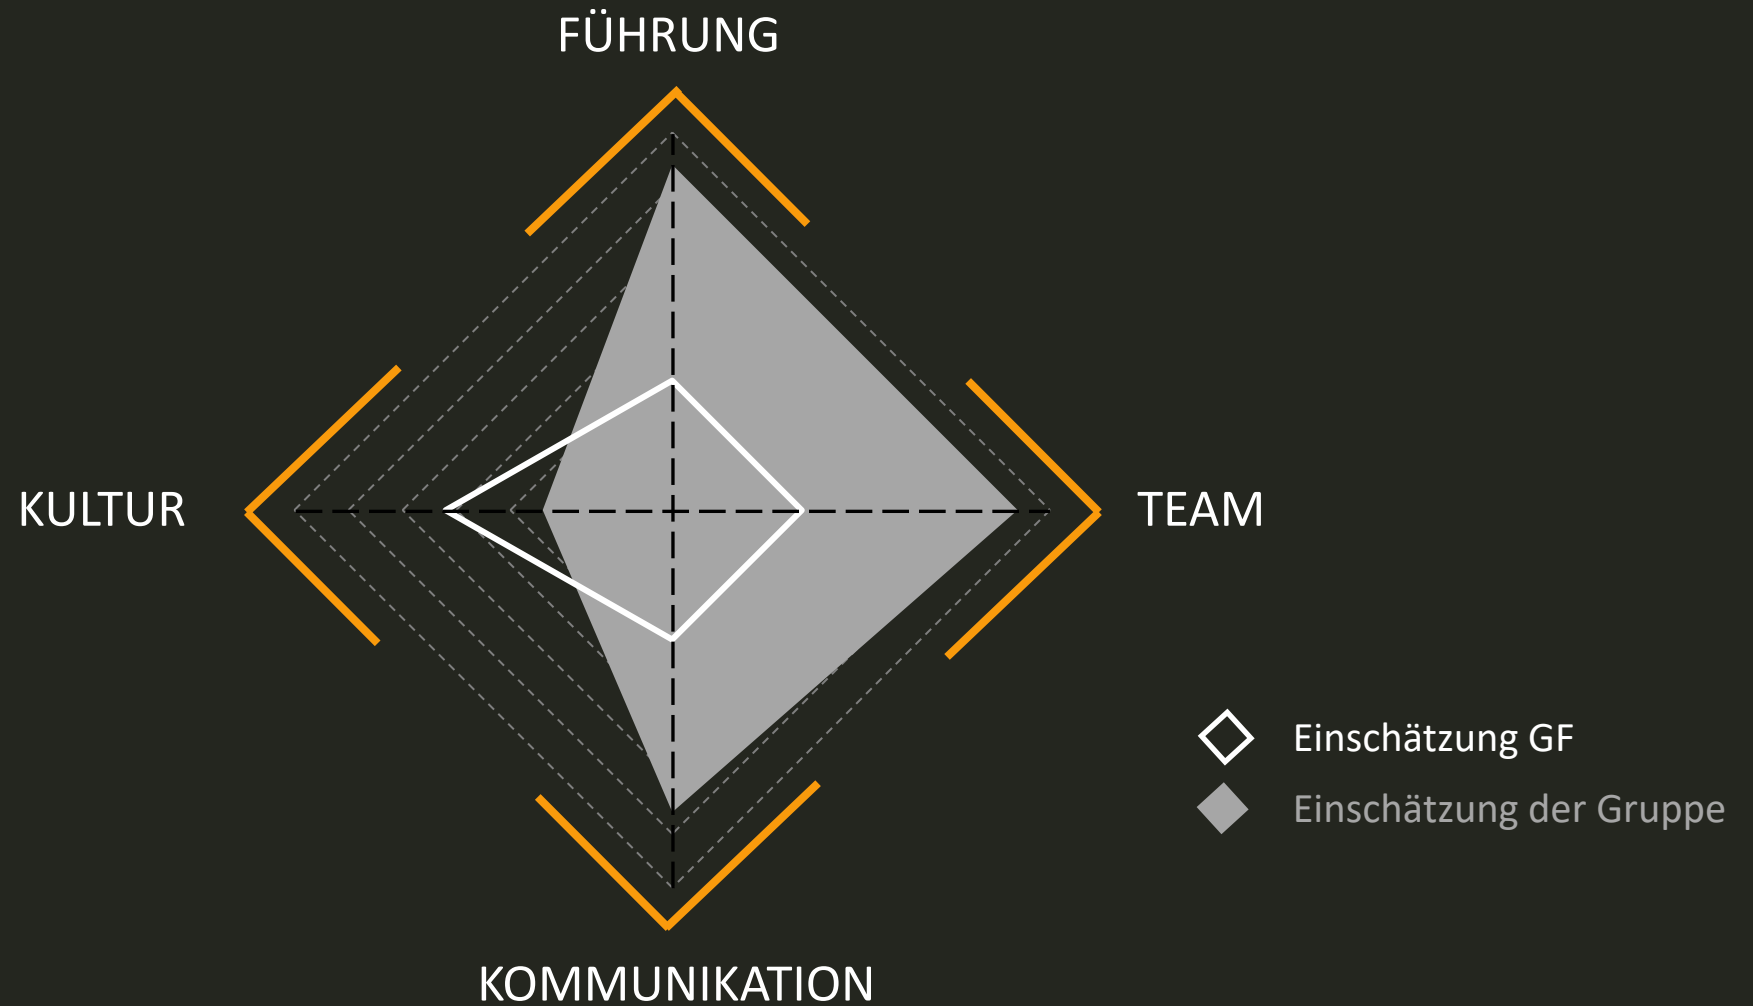 FÜHRUNG
KULTUR
TEAM
Einschätzung GF
Einschätzung der Gruppe
KOMMUNIKATION